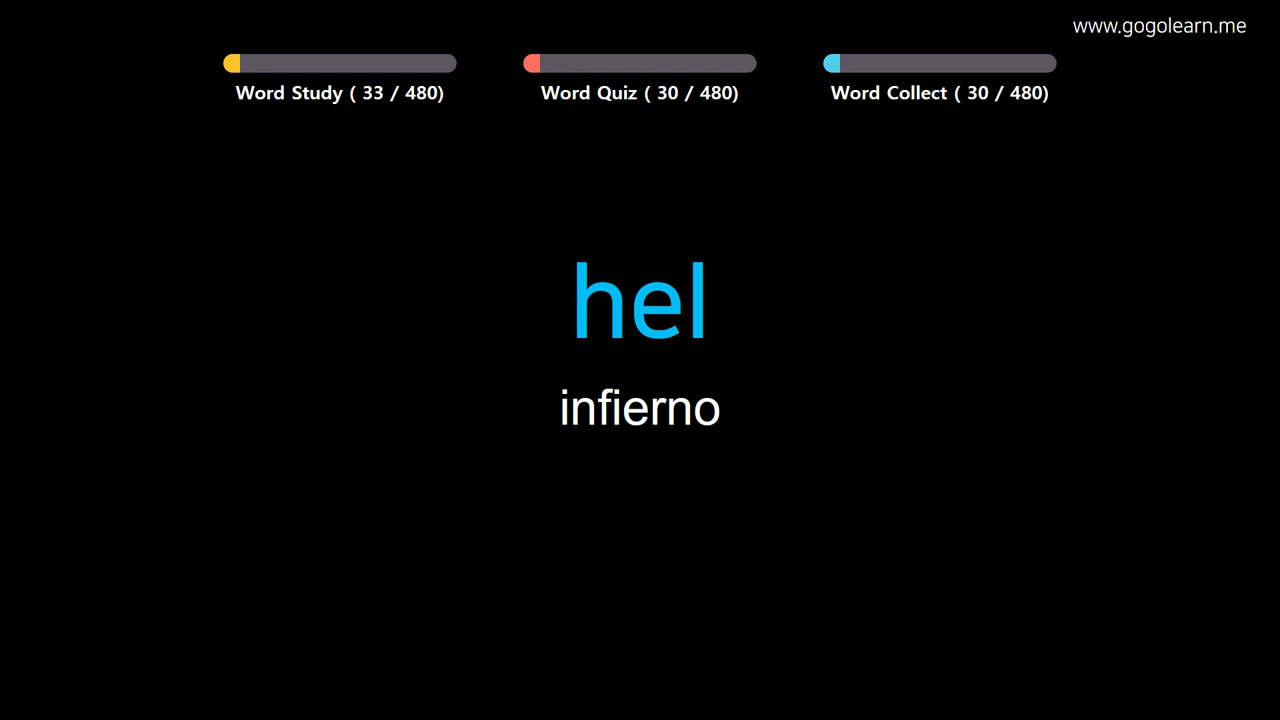 www.gogolearn.me
Word Study ( 33 / 480)
Word Quiz ( 30 / 480)
Word Collect ( 30 / 480)
hel
infierno